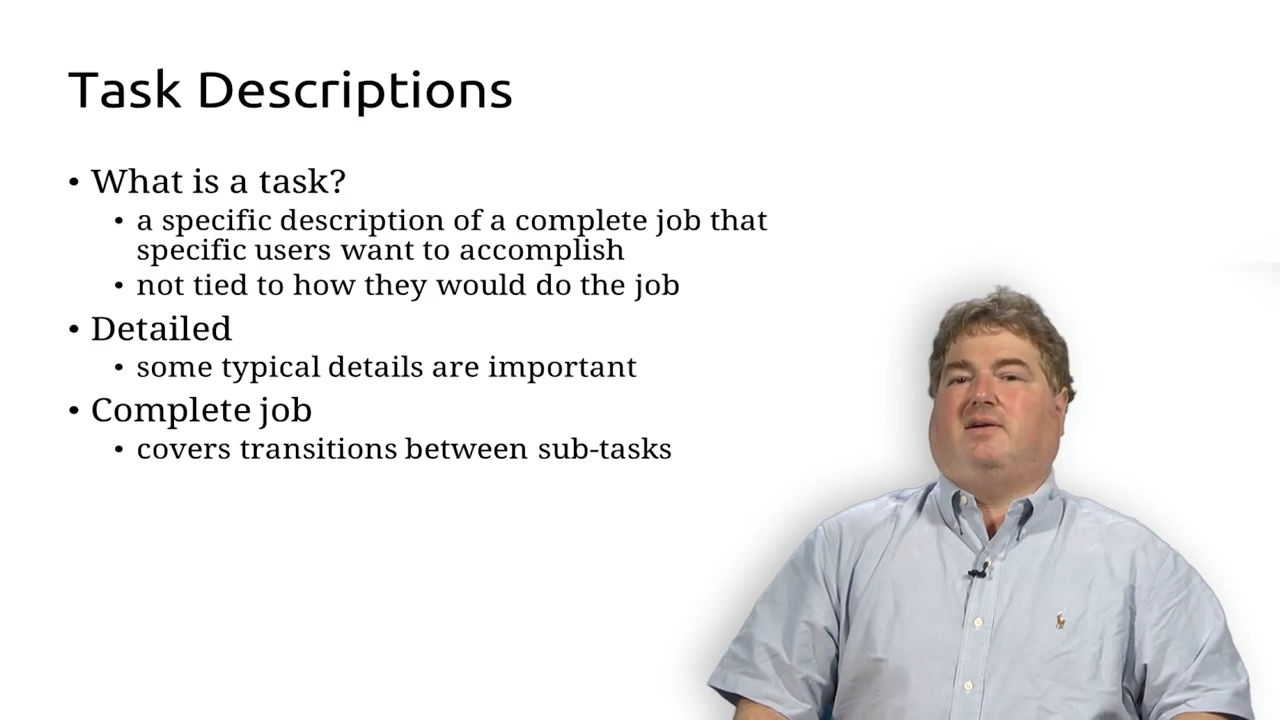 Task Descriptions
• What is a task?
• a specific description of a complete job that
specific users want to accomplish
• not tied to how they would do the job
• Detailed
• some typical details are important
• Complete job
• covers transitions between sub-tasks